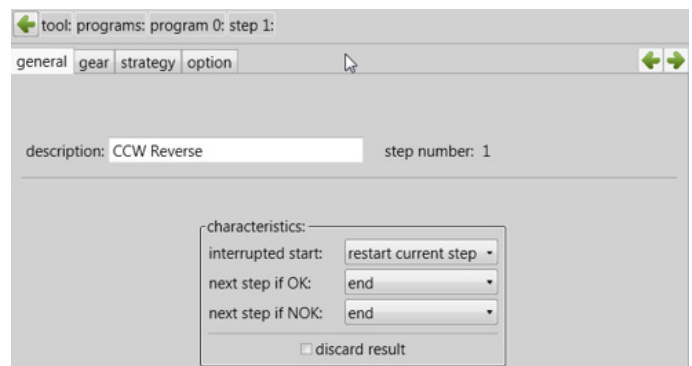 tool: programs: program 0: step 1:
general gear strategy option
description: CCW Reverse step number: 1
characteristics:
interrupted start: restart current step
next step if OK: end
next step if NOK: end
discard result